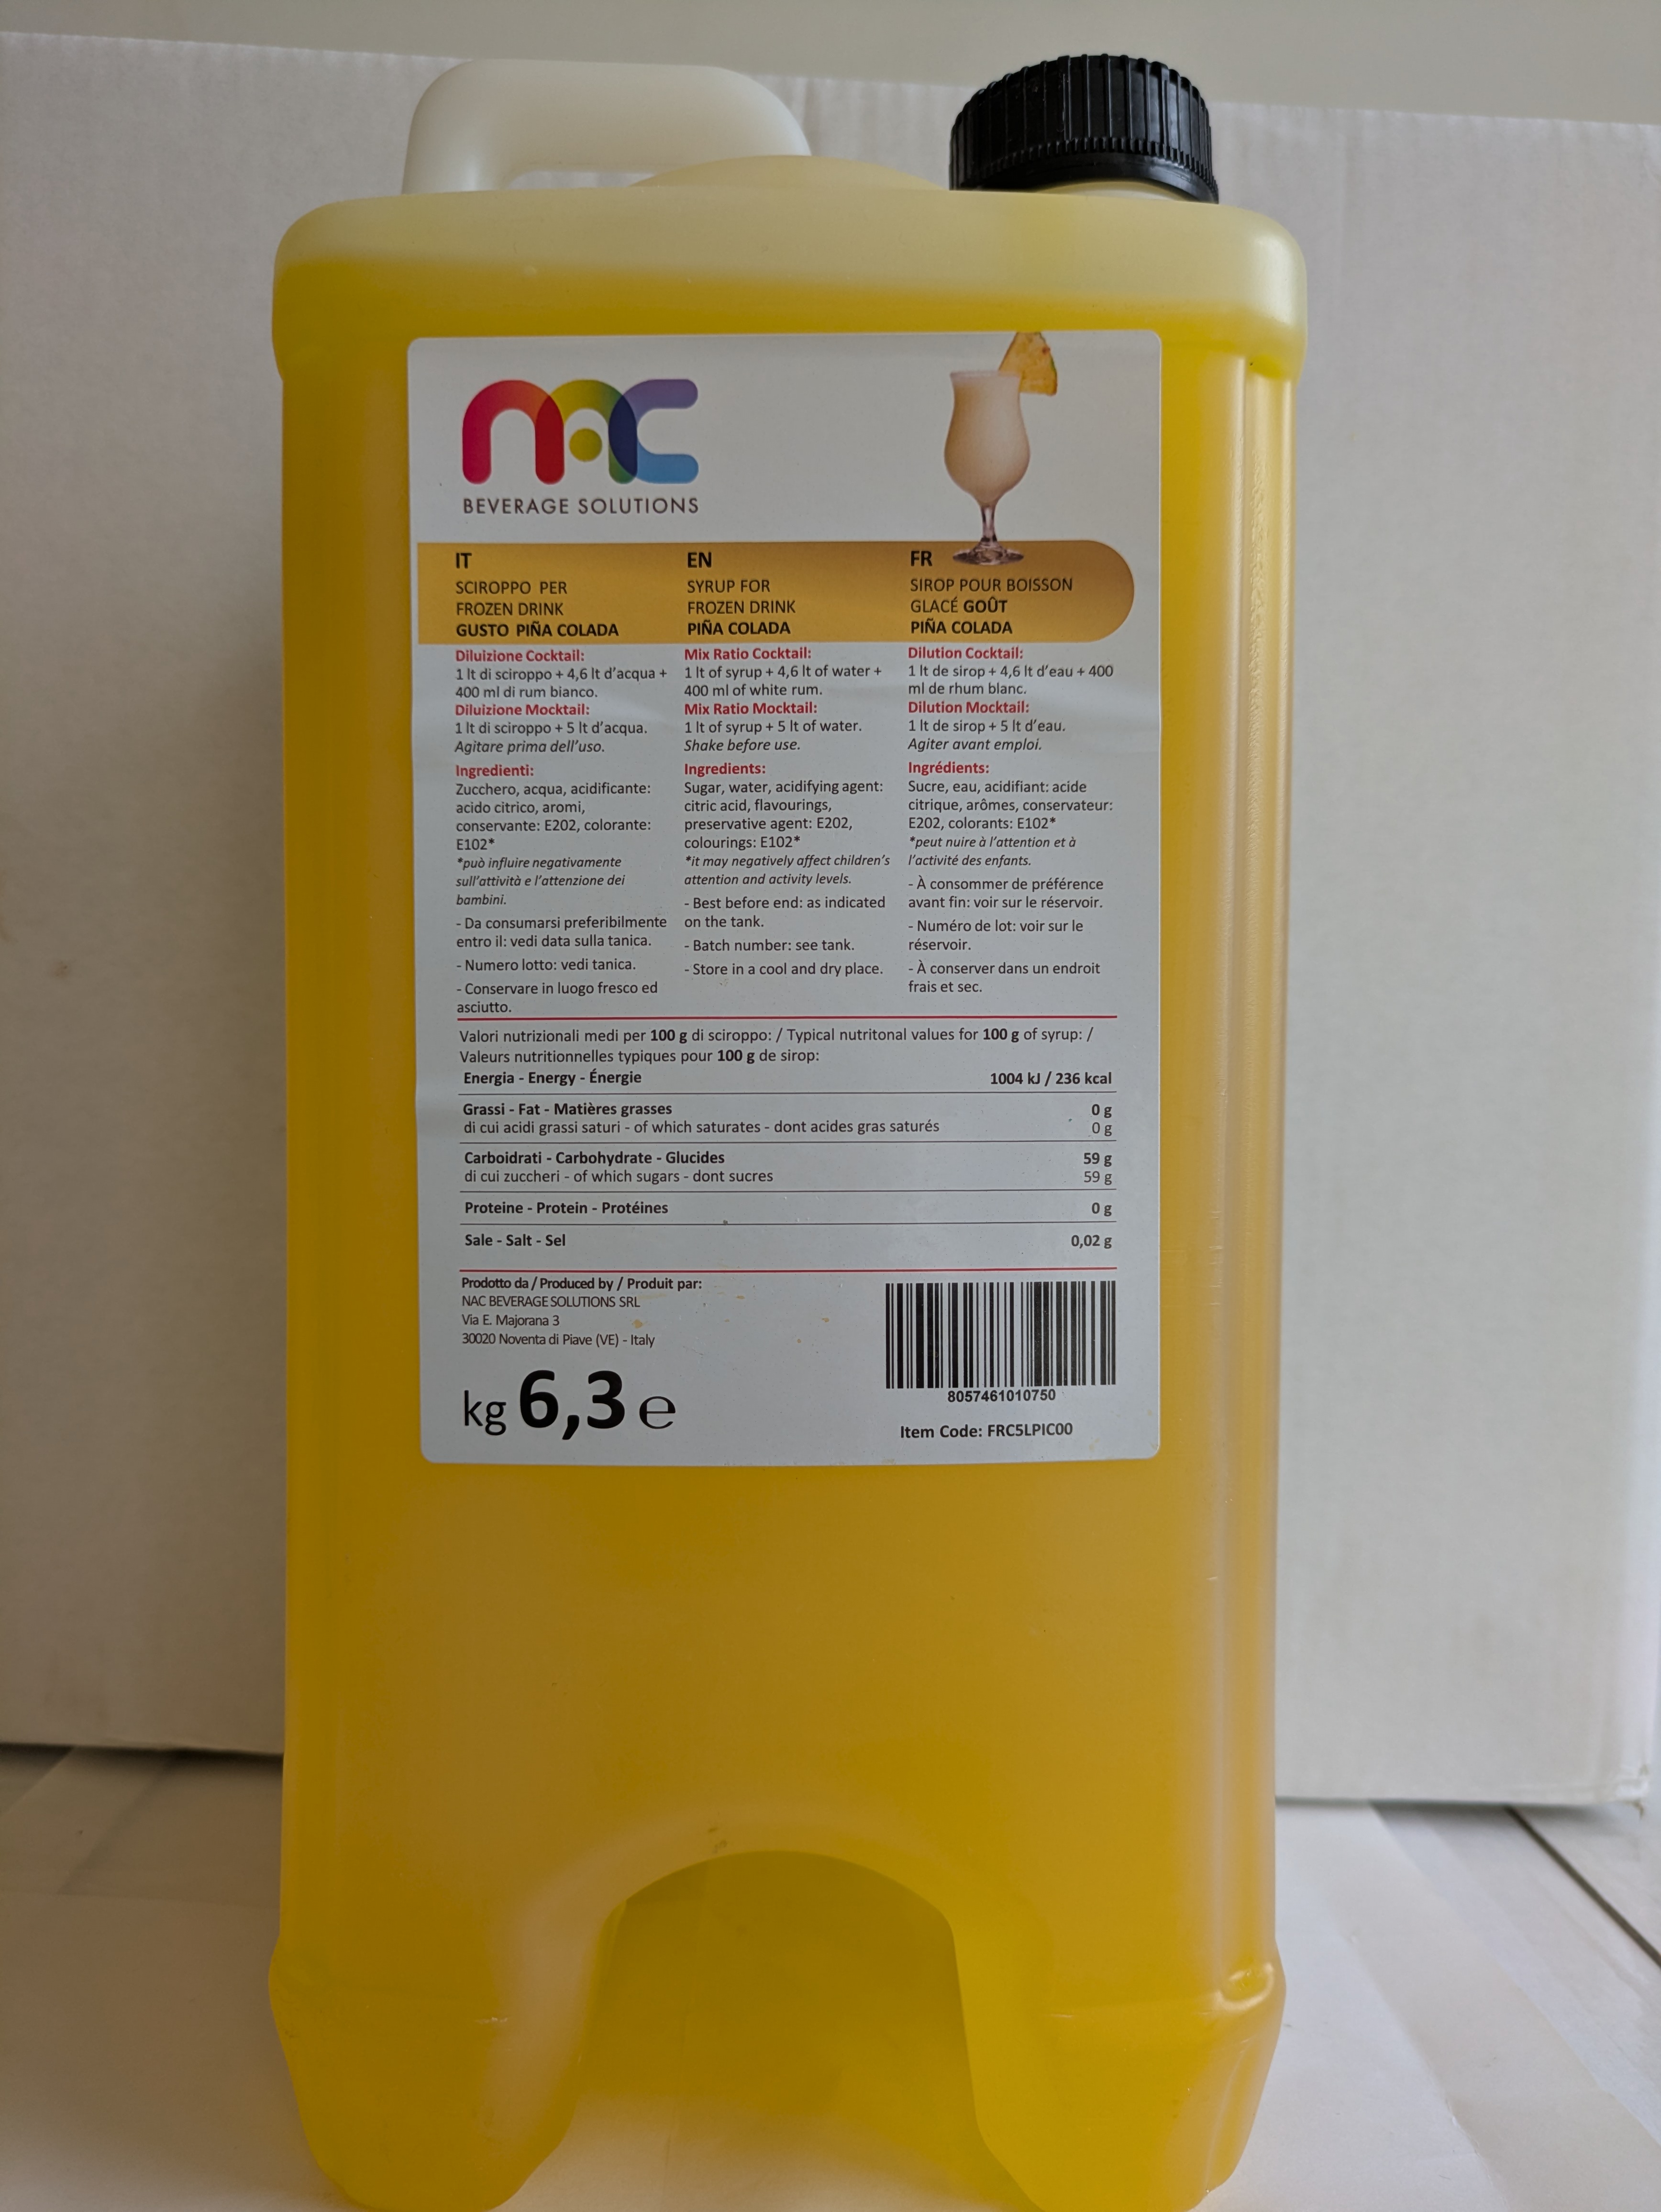 nac
BEVERAGE SOLUTIONS
IT
SCIROPPO PER
FROZEN DRINK
GUSTO PIÑA COLADA
Diluizione Cocktail:
1 lt di sciroppo + 4,6 lt d'acqua +
400 ml di rum bianco.
Diluizione Mocktail:
1 lt di sciroppo + 5 lt d'acqua.
Agitare prima dell'uso.
Ingredienti:
Zucchero, acqua, acidificante:
acido citrico, aromi,
conservante: E202, colorante:
E102*
*può influire negativamente
sull'attività e l'attenzione dei
bambini.
- Da consumarsi preferibilmente
entro il: vedi data sulla tanica.
- Numero lotto: vedi tanica.
- Conservare in luogo fresco ed
asciutto.
EN
SYRUP FOR
FROZEN DRINK
PIÑA COLADA
Mix Ratio Cocktail:
1 lt of syrup + 4,6 lt of water +
400 ml of white rum.
Mix Ratio Mocktail:
1 lt of syrup + 5 lt of water.
Shake before use.
Ingredients:
Sugar, water, acidifying agent:
citric acid, flavourings,
preservative agent: E202,
colourings: E102*
*it may negatively affect children's
attention and activity levels.
- Best before end: as indicated
on the tank.
- Batch number: see tank.
- Store in a cool and dry place.
FR
SIROP POUR BOISSON
GLACÉ GOÛT
PIÑA COLADA
Dilution Cocktail:
1 lt de sirop + 4,6 lt d'eau + 400
ml de rhum blanc.
Dilution Mocktail:
1 lt de sirop + 5 lt d'eau.
Agiter avant emploi.
Ingrédients:
Sucre, eau, acidifiant: acide
citrique, arômes, conservateur:
E202, colorants: E102*
*peut nuire à l'attention et à
l'activité des enfants.
- À consommer de préférence
avant fin: voir sur le réservoir.
- Numéro de lot: voir sur le
réservoir.
- À conserver dans un endroit
frais et sec.
Valori nutrizionali medi per 100 g di sciroppo: / Typical nutritonal values for 100 g of syrup: /
Valeurs nutritionnelles typiques pour 100 g de sirop:
Energia - Energy - Énergie 1004 kJ / 236 kcal
Grassi - Fat - Matières grasses 0 g
di cui acidi grassi saturi - of which saturates - dont acides gras saturés 0 g
Carboidrati - Carbohydrate - Glucides 59 g
di cui zuccheri - of which sugars - dont sucres 59 g
Proteine - Protein - Protéines 0 g
Sale - Salt - Sel 0,02 g
Prodotto da / Produced by / Produit par:
NAC BEVERAGE SOLUTIONS SRL
Via E. Majorana 3
30020 Noventa di Piave (VE) - Italy
kg 6,3 e
8057461010750
Item Code: FRC5LPIC00